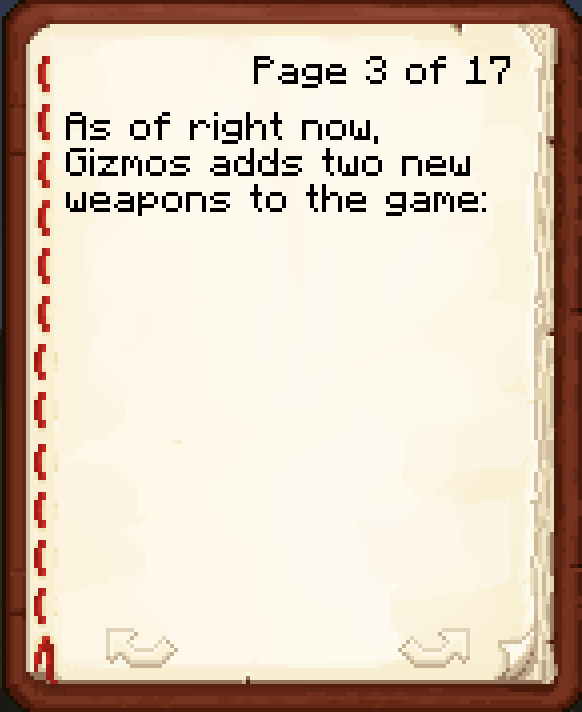 Page 3 of 17
As of right now,
Gizmos adds two new
weapons to the game: